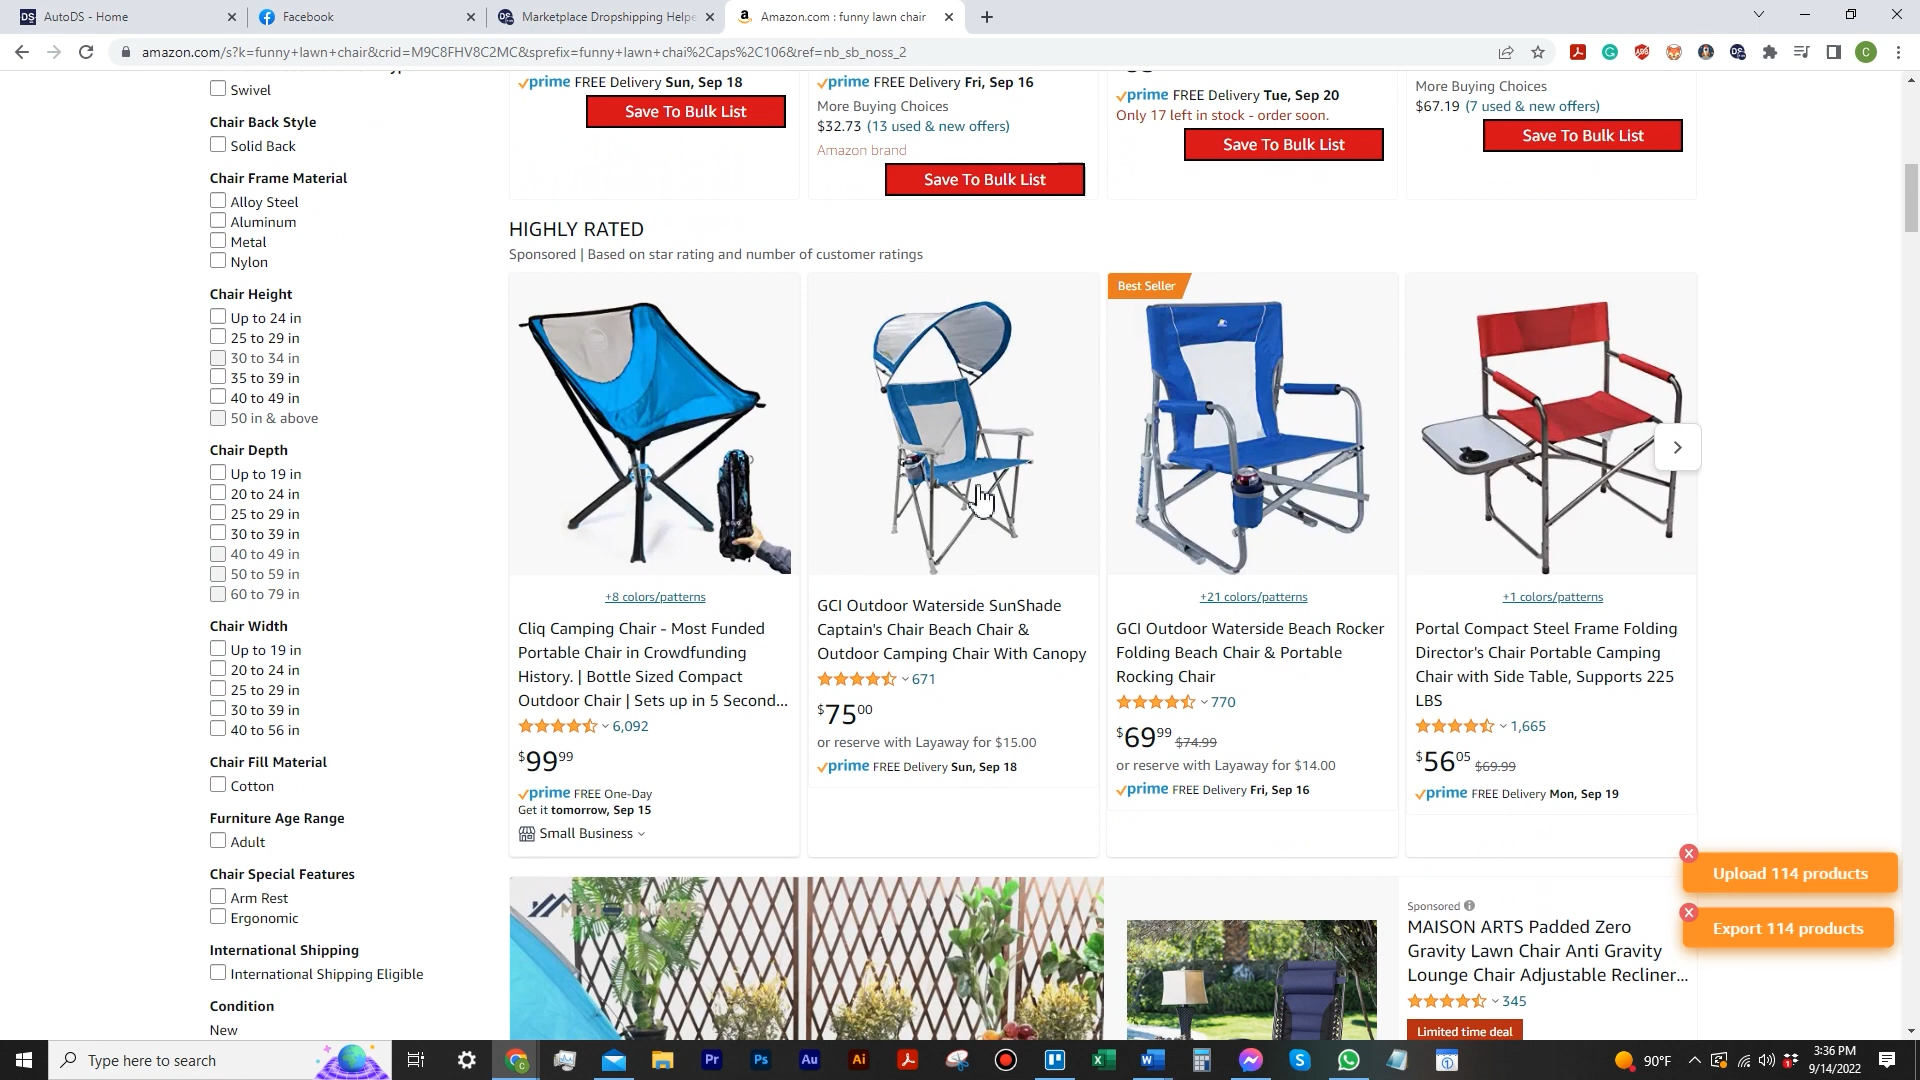 AutoDS - Home
Facebook
Marketplace Dropshipping Helpe
Amazon.com : funny lawn chair
amazon.com/s?k=funny+lawn+chair&crid=M9C8FHV8C2MC&sprefix=funny+lawn+chai%2Caps%2C106&ref=nb_sb_noss_2
Swivel
Chair Back Style
Solid Back
Chair Frame Material
Alloy Steel
Aluminum
Metal
Nylon
Chair Height
Up to 24 in
25 to 29 in
30 to 34 in
35 to 39 in
40 to 49 in
50 in & above
Chair Depth
Up to 19 in
20 to 24 in
25 to 29 in
30 to 39 in
40 to 49 in
50 to 59 in
60 to 79 in
Chair Width
Up to 19 in
20 to 24 in
25 to 29 in
30 to 39 in
40 to 56 in
Chair Fill Material
Cotton
Furniture Age Range
Adult
Chair Special Features
Arm Rest
Ergonomic
International Shipping
International Shipping Eligible
Condition
New
prime FREE Delivery Sun, Sep 18
Save To Bulk List
prime FREE Delivery Fri, Sep 16
More Buying Choices
$32.73 (13 used & new offers)
Amazon brand
Save To Bulk List
prime FREE Delivery Tue, Sep 20
Only 17 left in stock - order soon.
Save To Bulk List
More Buying Choices
$67.19 (7 used & new offers)
Save To Bulk List
HIGHLY RATED
Sponsored | Based on star rating and number of customer ratings
+8 colors/patterns
Cliq Camping Chair - Most Funded
Portable Chair in Crowdfunding
History. | Bottle Sized Compact
Outdoor Chair | Sets up in 5 Second...
6,092
$9999
prime FREE One-Day
Get it tomorrow, Sep 15
Small Business
GCI Outdoor Waterside SunShade
Captain's Chair Beach Chair &
Outdoor Camping Chair With Canopy
671
$7500
or reserve with Layaway for $15.00
prime FREE Delivery Sun, Sep 18
Best Seller
+21 colors/patterns
GCI Outdoor Waterside Beach Rocker
Folding Beach Chair & Portable
Rocking Chair
770
$6999 $74.99
or reserve with Layaway for $14.00
prime FREE Delivery Fri, Sep 16
+1 colors/patterns
Portal Compact Steel Frame Folding
Director's Chair Portable Camping
Chair with Side Table, Supports 225
LBS
1,665
$5605 $69.99
prime FREE Delivery Mon, Sep 19
Upload 114 products
Export 114 products
Sponsored
MAISON ARTS Padded Zero
Gravity Lawn Chair Anti Gravity
Lounge Chair Adjustable Recliner...
345
Limited time deal
Type here to search
90°F
3:36 PM
9/14/2022